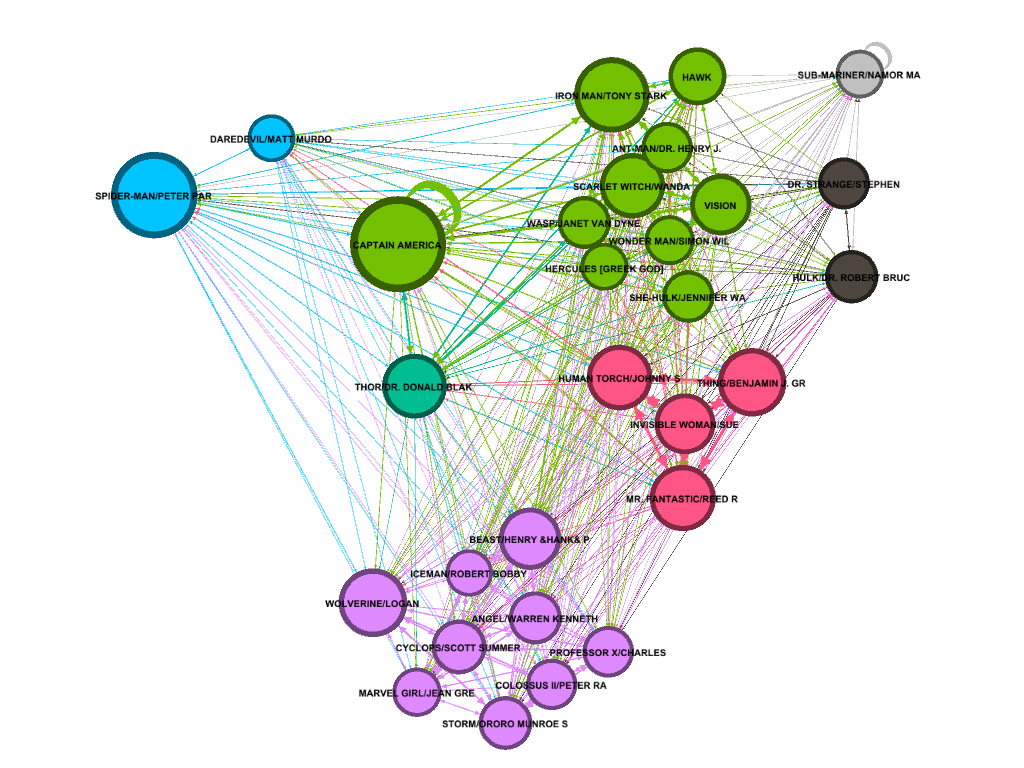 SUB-MARINER/NAMOR MA
HAWK
IRON MAN/TONY STARK
DAREDEVIL/MATT MURDO
ANT-MAN/DR. HENRY J.
DR. STRANGE/STEPHEN
SCARLET WITCH/WANDA
SPIDER-MAN/PETER PAR
VISION
WASP/JANET VAN DYNE
WONDER MAN/SIMON WIL
CAPTAIN AMERICA
HERCULES [GREEK GOD]
HULK/DR. ROBERT BRUC
SHE-HULK/JENNIFER WA
HUMAN TORCH/JOHNNY S
THING/BENJAMIN J. GR
THOR/DR. DONALD BLAK
INVISIBLE WOMAN/SUE
MR. FANTASTIC/REED R
BEAST/HENRY &HANK& P
ICEMAN/ROBERT BOBBY
WOLVERINE/LOGAN
ANGEL/WARREN KENNETH
CYCLOPS/SCOTT SUMMER
PROFESSOR X/CHARLES
COLOSSUS II/PETER RA
MARVEL GIRL/JEAN GRE
STORM/ORORO MUNROE S